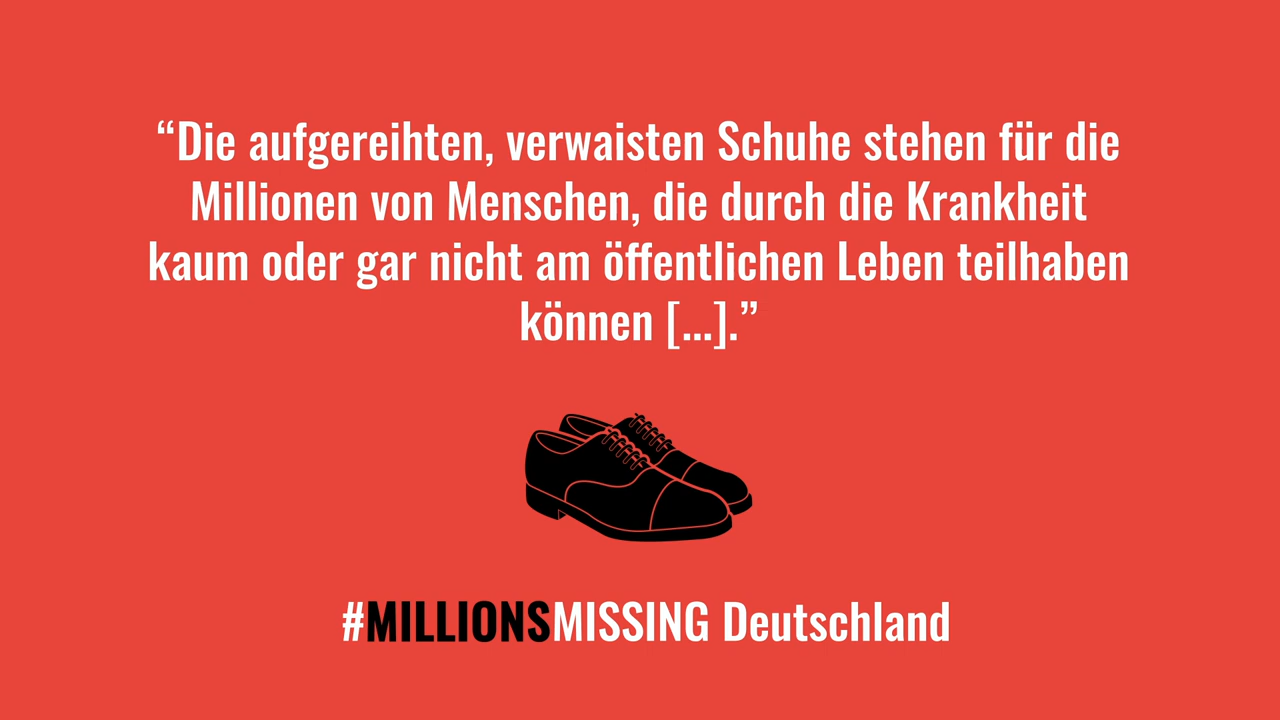 “Die aufgereihten, verwaisten Schuhe stehen für die
Millionen von Menschen, die durch die Krankheit
kaum oder gar nicht am öffentlichen Leben teilhaben
können [...].”
#MILLIONSMISSING Deutschland